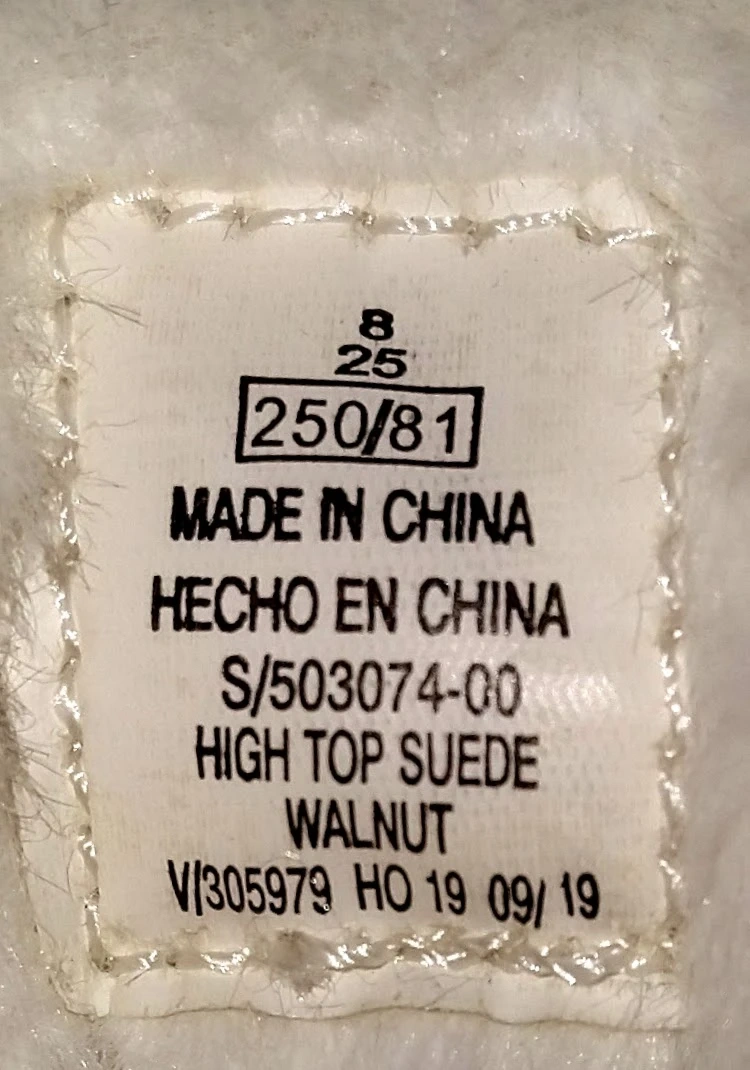 8
25
250/81
MADE IN CHINA
HECHO EN CHINA
S/503074-00
HIGH TOP SUEDE
WALNUT
V/305979 HO 19 09/ 19